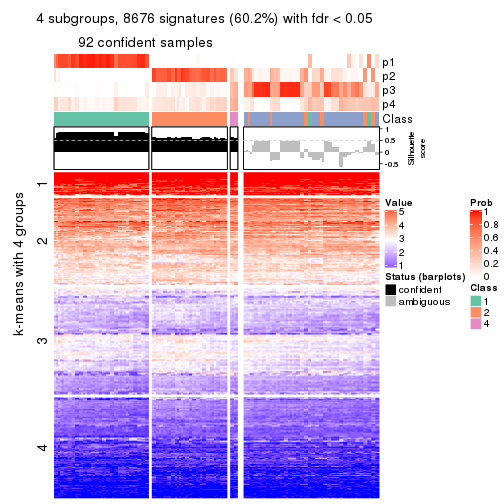 4 subgroups, 8676 signatures (60.2%) with fdr < 0.05
92 confident samples
p1
p2
p3
p4
Class
1
0.5
0
-0.5
Silhouette
score
k-means with 4 groups
1
2
3
4
Value
5
4
3
2
1
Status (barplots)
confident
ambiguous
Prob
1
0.8
0.6
0.4
0.2
0
Class
1
2
4